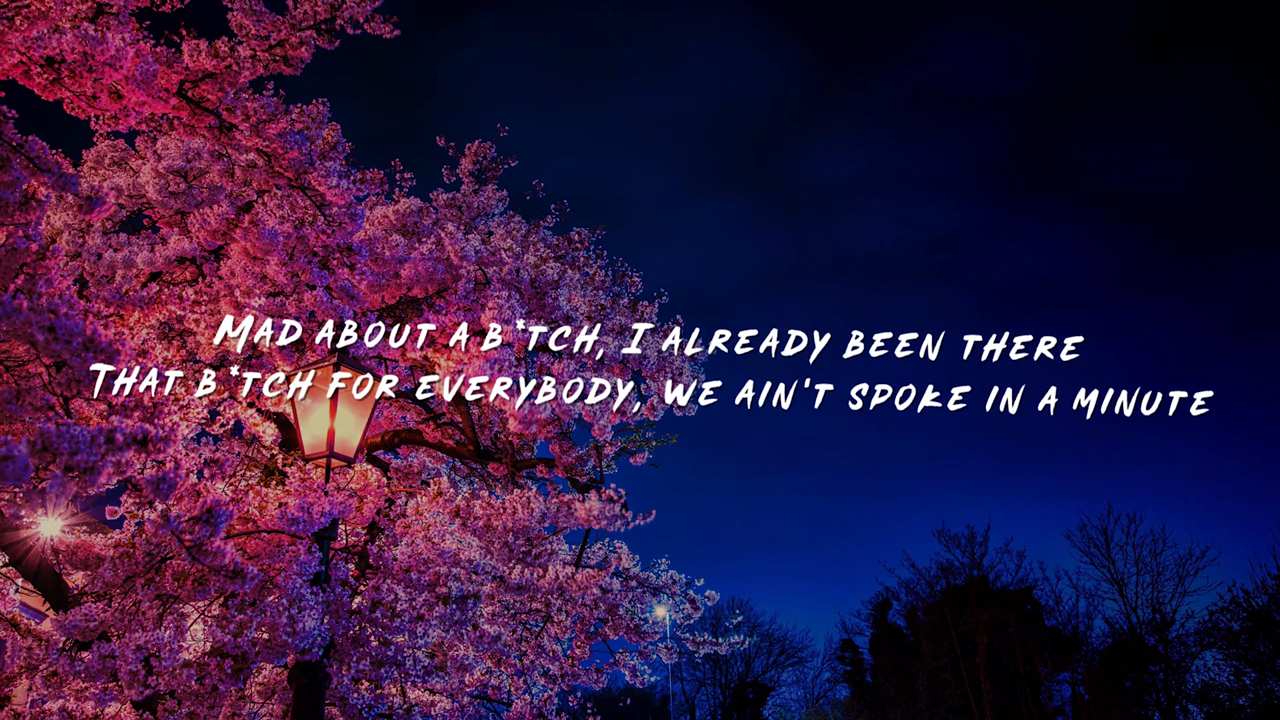 Mad about a b*tch, I already been there
That b*tch for everybody, we ain't spoke in a minute